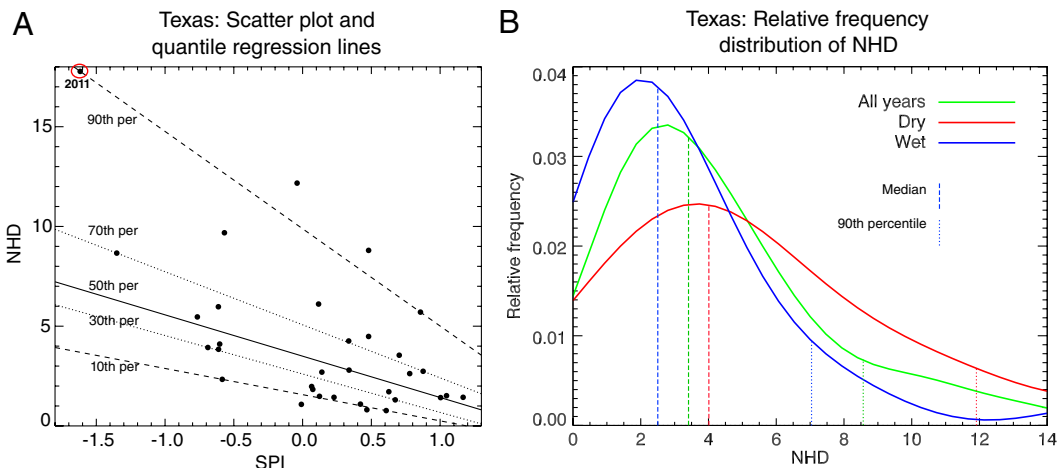 A
Texas: Scatter plot and
quantile regression lines
2011
90th per
70th per
50th per
30th per
10th per
15
10
5
0
NHD
-1.5 -1.0 -0.5 0.0 0.5 1.0
SPI
B
Texas: Relative frequency
distribution of NHD
0.04
0.03
0.02
0.01
0.00
Relative frequency
All years
Dry
Wet
Median
90th percentile
0 2 4 6 8 10 12 14
NHD